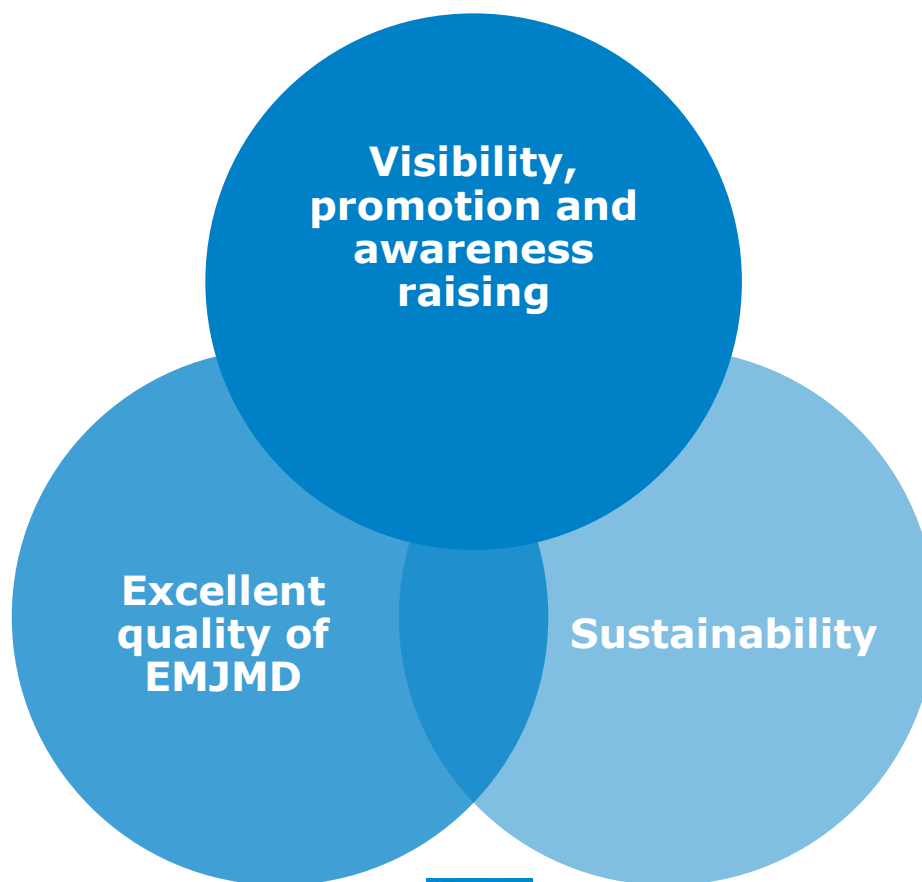 Visibility,
promotion and
awareness
raising
Excellent
quality of
EMJMD
Sustainability